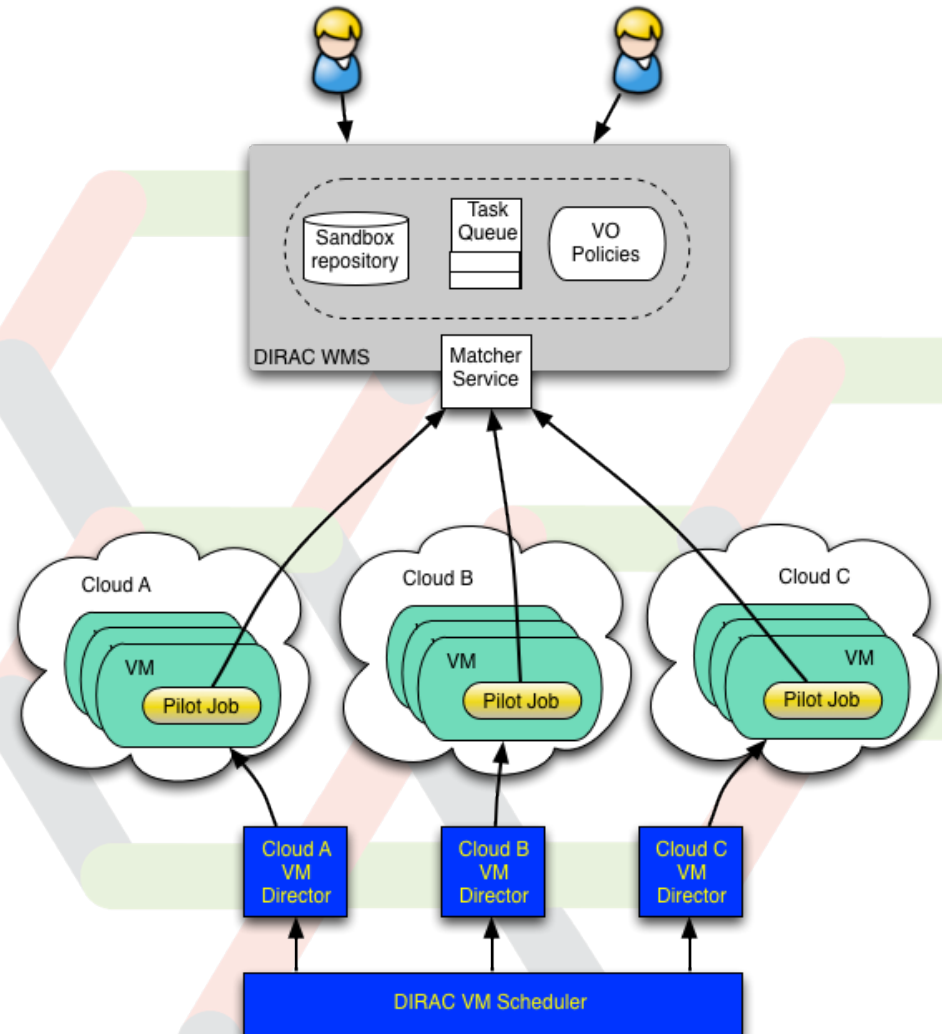 Sandbox
repository
Task
Queue
VO
Policies
DIRAC WMS
Matcher
Service
Cloud A
VM
Pilot Job
Cloud B
VM
Pilot Job
Cloud C
VM
Pilot Job
Cloud A
VM
Director
Cloud B
VM
Director
Cloud C
VM
Director
DIRAC VM Scheduler